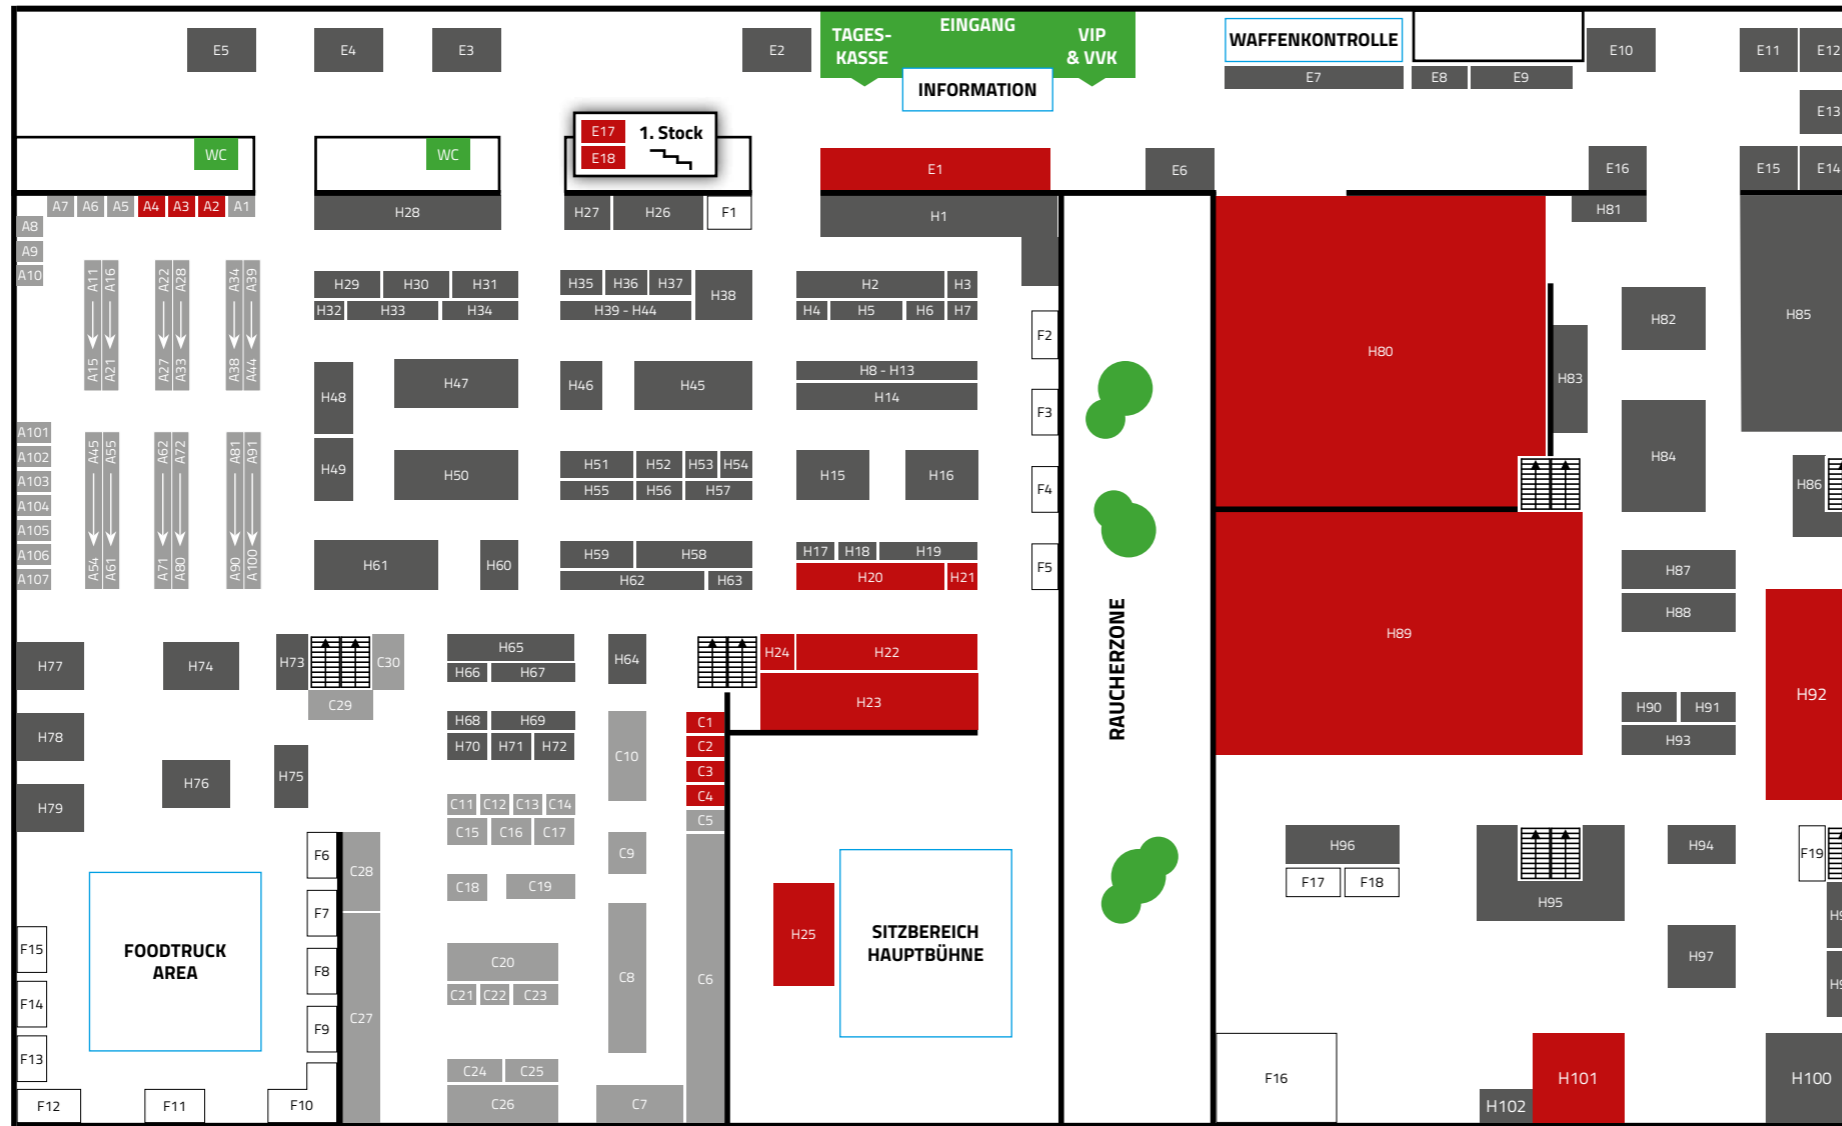 EINGANG
TAGES-
KASSE
VIP
& VVK
INFORMATION
WAFFENKONTROLLE
E5
E4
E3
E2
E7
E8
E9
E10
E11
E12
E13
WC
WC
E17
E18
1. Stock
E1
E6
E16
E15
E14
A7
A6
A5
A4
A3
A2
A1
A8
A9
A10
H28
H27
H26
F1
H1
H81
A11
A16
A22
A28
A34
A39
A15
A21
A27
A33
A38
A44
H29
H30
H31
H32
H33
H34
H35
H36
H37
H38
H39 - H44
H2
H3
H4
H5
H6
H7
F2
H80
H82
H85
H83
H48
H47
H46
H45
H8 - H13
H14
F3
A101
A102
A103
A104
A105
A106
A107
A45
A55
A62
A72
A81
A91
A54
A61
A71
A80
A90
A100
H49
H50
H51
H52
H53
H54
H55
H56
H57
H15
H16
F4
H84
H86
H61
H60
H59
H58
H62
H63
H17
H18
H19
H20
H21
F5
RAUCHERZONE
H87
H88
H89
H77
H74
H73
C30
C29
H65
H66
H67
H64
H24
H22
H23
H92
H90
H91
H93
H78
H76
H75
H79
H68
H69
H70
H71
H72
C10
C1
C2
C3
C4
C5
C11
C12
C13
C14
C15
C16
C17
C9
C18
C19
F6
F7
F8
F9
C28
C27
H96
F17
F18
H95
H94
F19
H97
FOODTRUCK
AREA
F15
F14
F13
F12
F11
F10
C20
C21
C22
C23
C8
C6
C24
C25
C26
C7
H25
SITZBEREICH
HAUPTBÜHNE
F16
H102
H101
H100